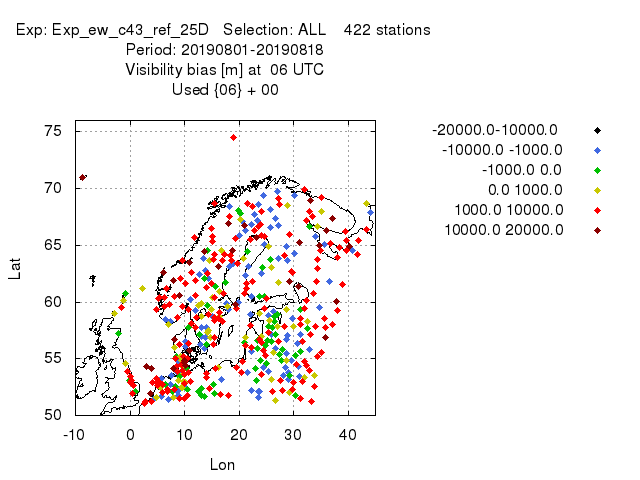 Exp: Exp_ew_c43_ref_25D Selection: ALL 422 stations
Period: 20190801-20190818
Visibility bias [m] at 06 UTC
Used {06} + 00
-20000.0-10000.0
-10000.0 -1000.0
-1000.0 0.0
0.0 1000.0
1000.0 10000.0
10000.0 20000.0
75
70
65
60
55
50
Lat
-10 0 10 20 30 40
Lon